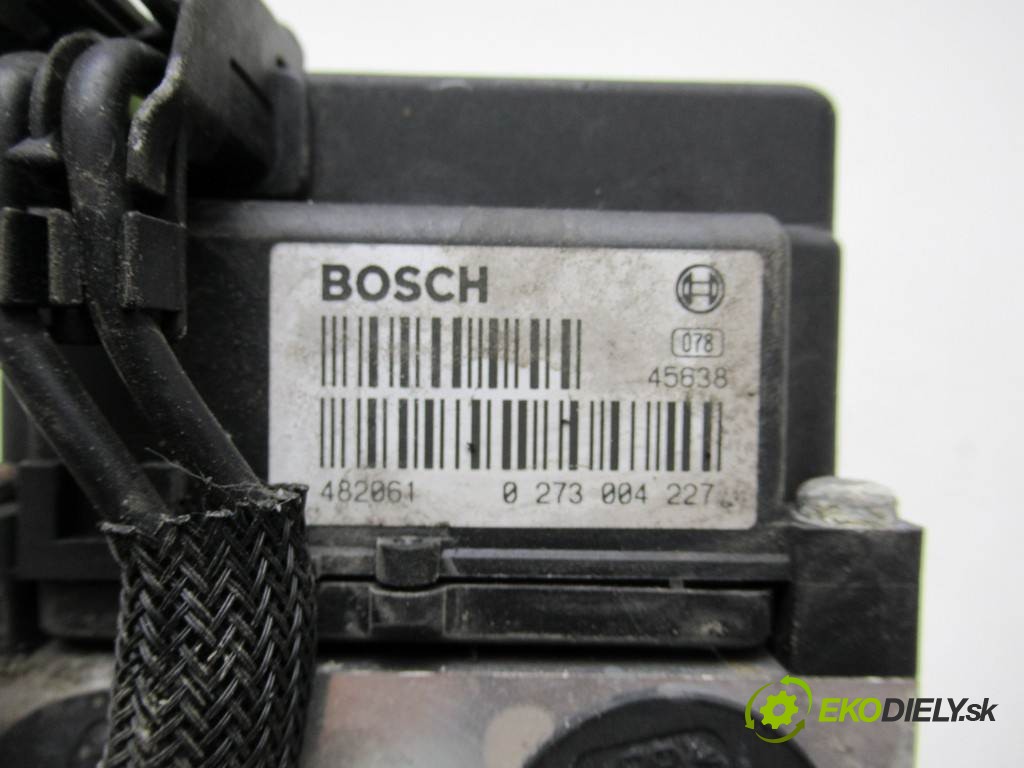 BOSCH
078
45638
482061 0 273 004 227
EKODIELY.sk